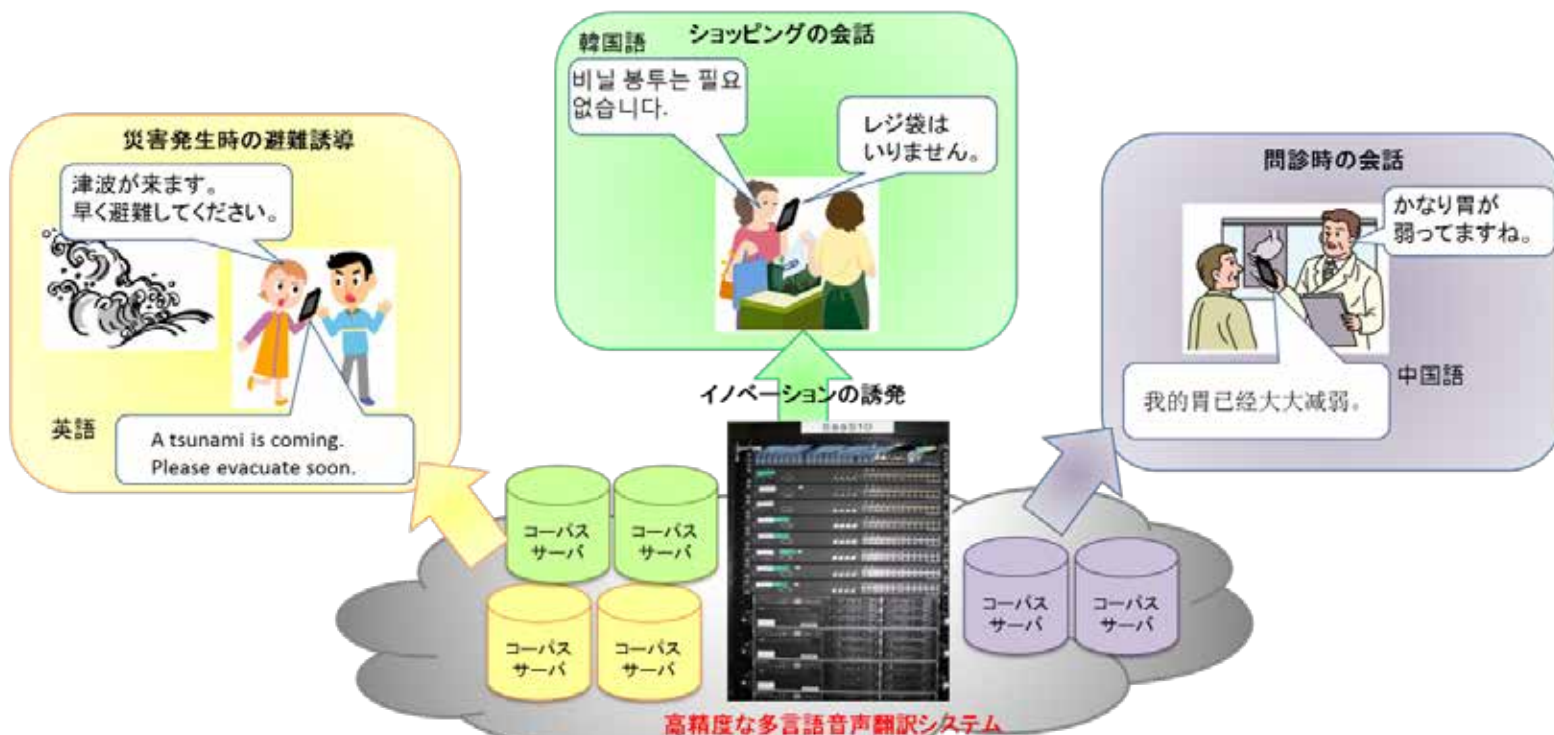 ショッピングの会話
韓国語
비닐 봉투는 필요
없습니다.
レジ袋は
いりません。
災害発生時の避難誘導
津波が来ます。
早く避難してください。
英語
A tsunami is coming.
Please evacuate soon.
問診時の会話
かなり胃が
弱ってますね。
中国語
我的胃已经大大减弱。
イノベーションの誘発
コーパス
サーバ
コーパス
サーバ
コーパス
サーバ
コーパス
サーバ
コーパス
サーバ
コーパス
サーバ
高精度な多言語音声翻訳システム